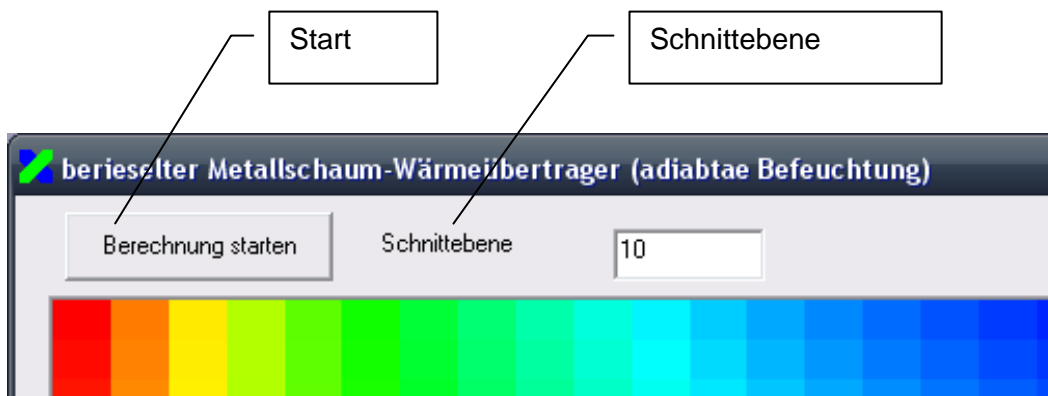 Start
Schnittebene
berieselter Metallschaum-Wärmeübertrager (adiabtae Befeuchtung)
Berechnung starten
Schnittebene
10